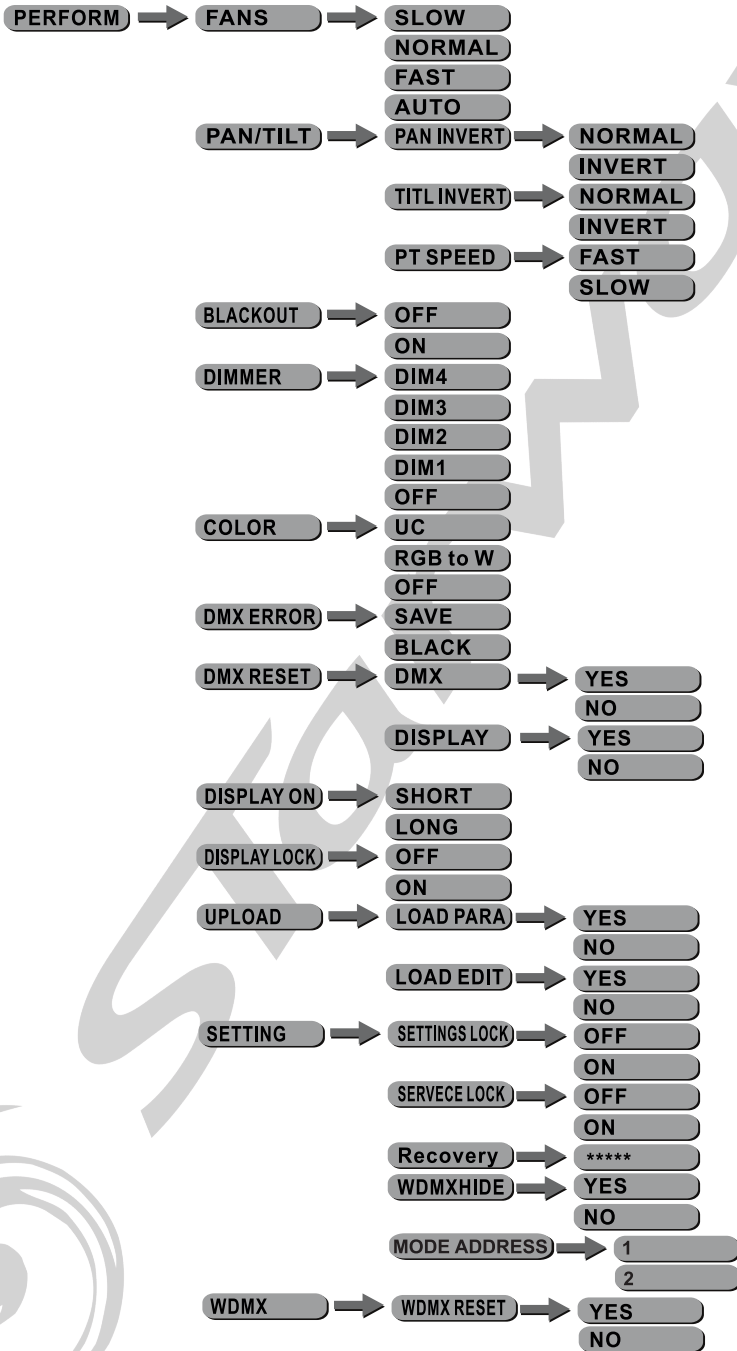 PERFORM FANS SLOW
NORMAL
FAST
AUTO
PAN/TILT PAN INVERT NORMAL
INVERT
TITL INVERT NORMAL
INVERT
PT SPEED FAST
SLOW
BLACKOUT OFF
ON
DIMMER DIM4
DIM3
DIM2
DIM1
OFF
COLOR UC
RGB to W
OFF
DMX ERROR SAVE
BLACK
DMX RESET DMX YES
NO
DISPLAY YES
NO
DISPLAY ON SHORT
LONG
DISPLAY LOCK OFF
ON
UPLOAD LOAD PARA YES
NO
LOAD EDIT YES
NO
SETTING SETTINGS LOCK OFF
ON
SERVECE LOCK OFF
ON
Recovery *****
WDMXHIDE YES
NO
MODE ADDRESS 1
2
WDMX WDMX RESET YES
NO